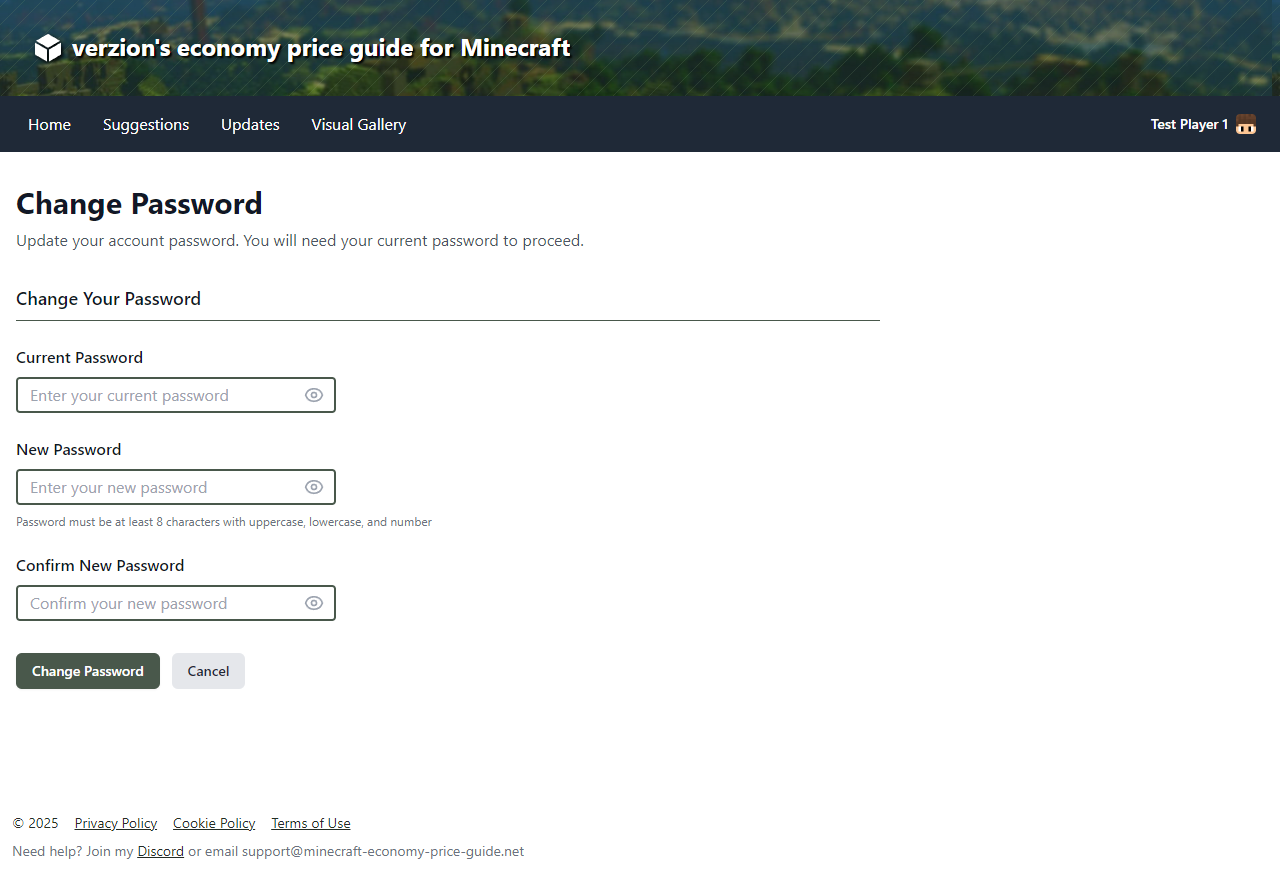 verzion's economy price guide for Minecraft
Home Suggestions Updates Visual Gallery Test Player 1
Change Password
Update your account password. You will need your current password to proceed.
Change Your Password
Current Password
Enter your current password
New Password
Enter your new password
Password must be at least 8 characters with uppercase, lowercase, and number
Confirm New Password
Confirm your new password
Change Password Cancel
© 2025 Privacy Policy Cookie Policy Terms of Use
Need help? Join my Discord or email support@minecraft-economy-price-guide.net